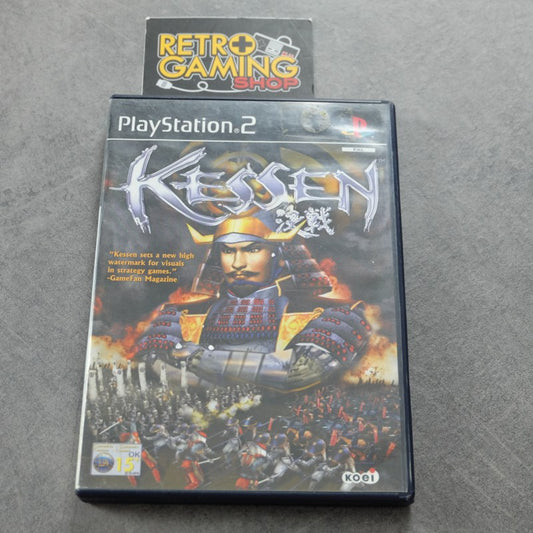 RETRO
GAMING
SHOP
PlayStation®2
KESSEN
決戦
"Kessen sets a new high
watermark for visuals
in strategy games."
-GameFan Magazine
15
OK
KOEI